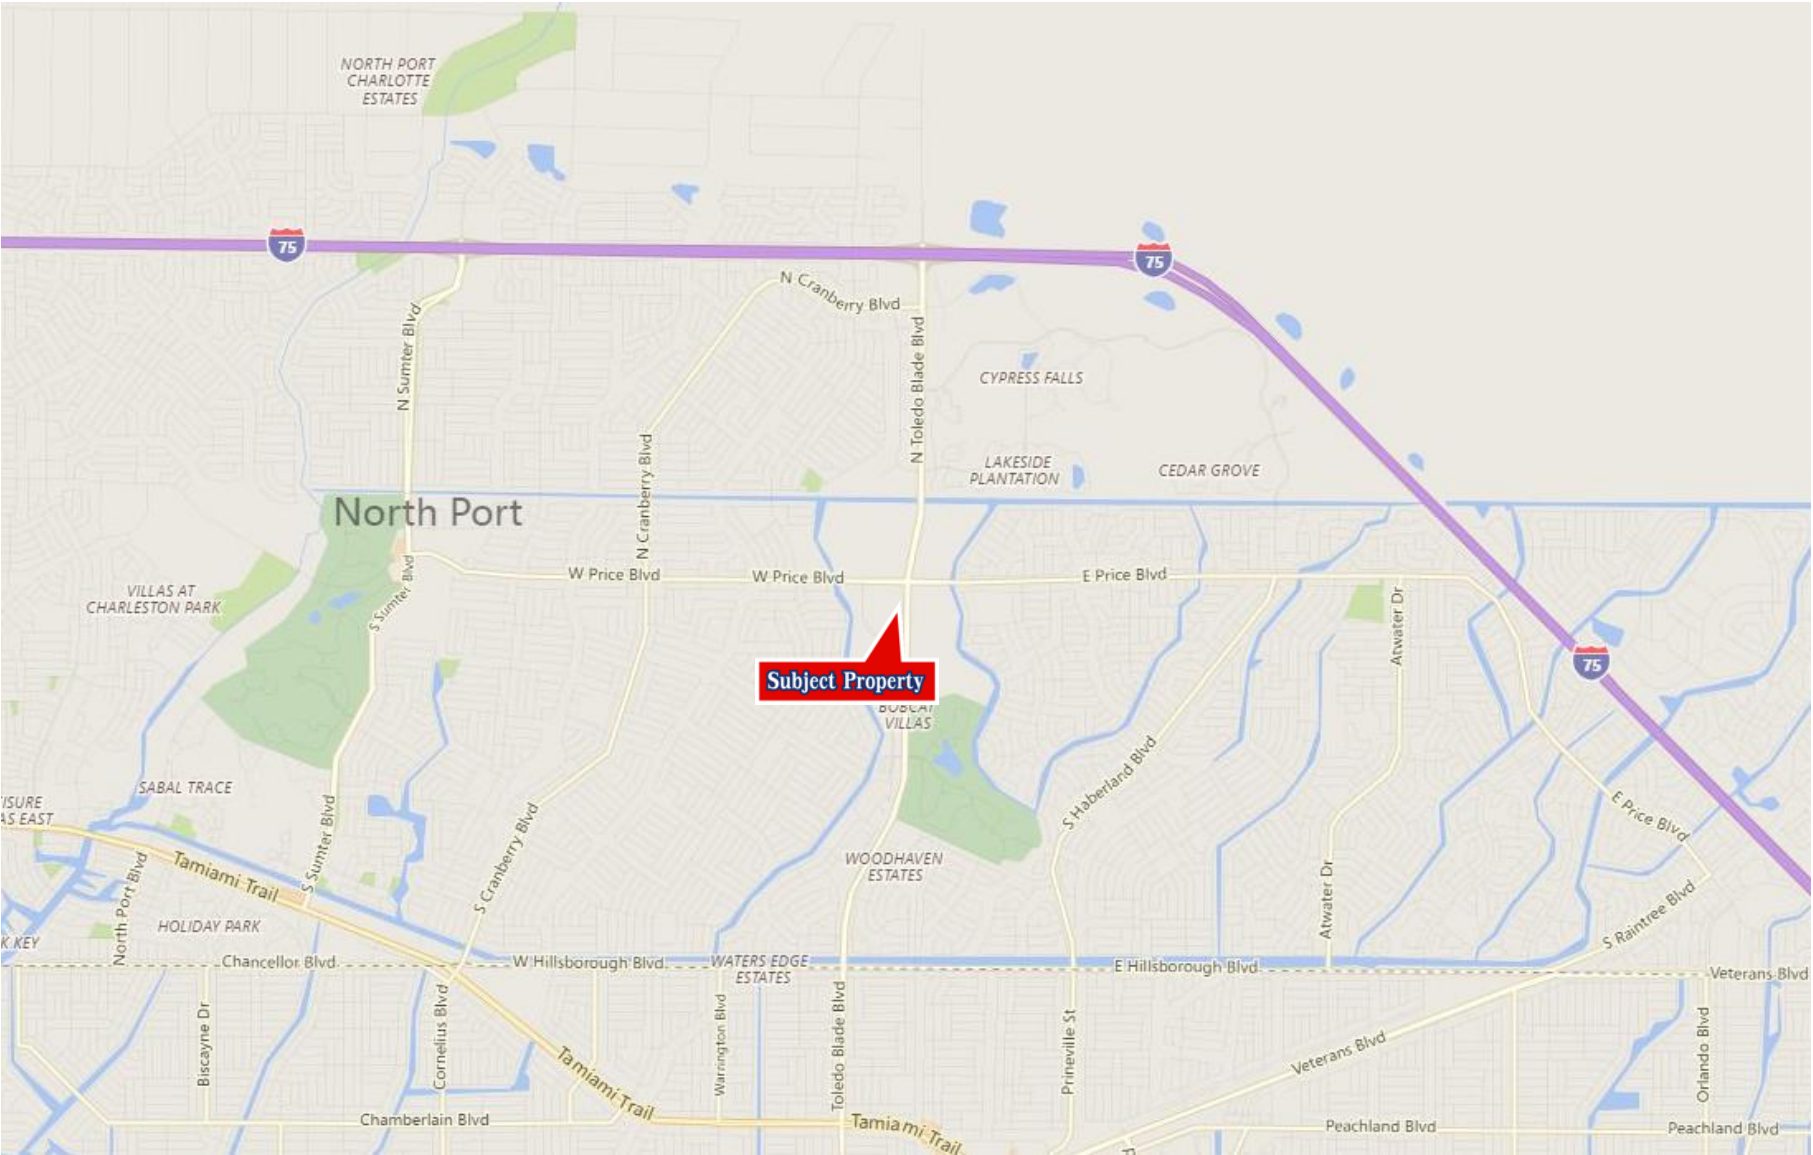 NORTH PORT
CHARLOTTE
ESTATES
75
75
N Cranberry Blvd
N Sumter Blvd
N Toledo Blade Blvd
CYPRESS FALLS
N Cranberry Blvd
LAKESIDE
PLANTATION
CEDAR GROVE
North Port
W Price Blvd
W Price Blvd
E Price Blvd
VILLAS AT
CHARLESTON PARK
S Sumter Blvd
Atwater Dr
75
Subject Property
BOBCAT
VILLAS
SABAL TRACE
ISURE
AS EAST
S Haberland Blvd
E Price Blvd
S Sumter Blvd
S Cranberry Blvd
Tamiami Trail
North Port Blvd
WOODHAVEN
ESTATES
Atwater Dr
S Raintree Blvd
HOLIDAY PARK
K KEY
Chancellor Blvd
W Hillsborough Blvd
WATERS EDGE
ESTATES
E Hillsborough Blvd
Veterans Blvd
Biscayne Dr
Cornelius Blvd
Warrington Blvd
Toledo Blade Blvd
Prineville St
Veterans Blvd
Orlando Blvd
Tamiami Trail
Chamberlain Blvd
Tamiami Trail
Peachland Blvd
Peachland Blvd